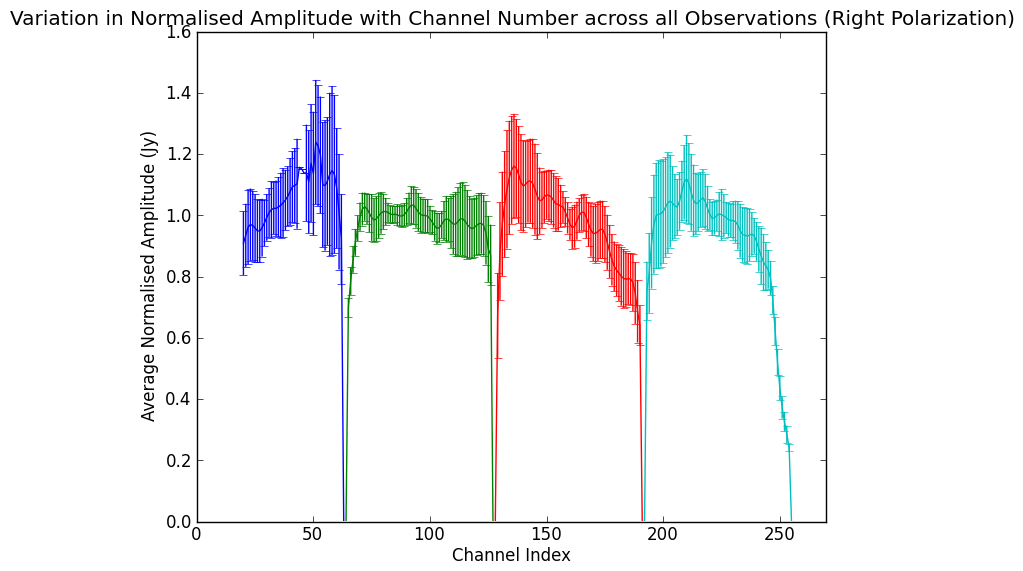 Variation in Normalised Amplitude with Channel Number across all Observations (Right Polarization)
1.6
1.4
1.2
1.0
0.8
0.6
0.4
0.2
0.0
Average Normalised Amplitude (Jy)
0 50 100 150 200 250
Channel Index